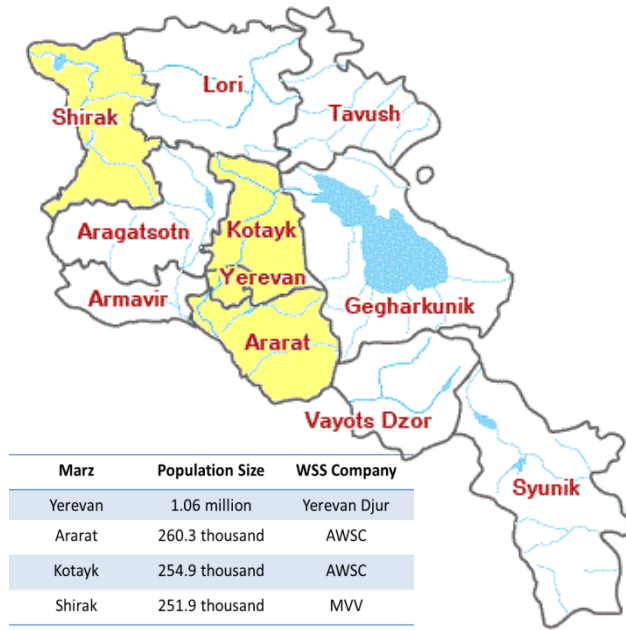 Lori
Shirak
Tavush
Aragatsotn
Kotayk
Yerevan
Armavir
Gegharkunik
Ararat
Vayots Dzor
Syunik
Marz Population Size WSS Company
Yerevan 1.06 million Yerevan Djur
Ararat 260.3 thousand AWSC
Kotayk 254.9 thousand AWSC
Shirak 251.9 thousand MVV